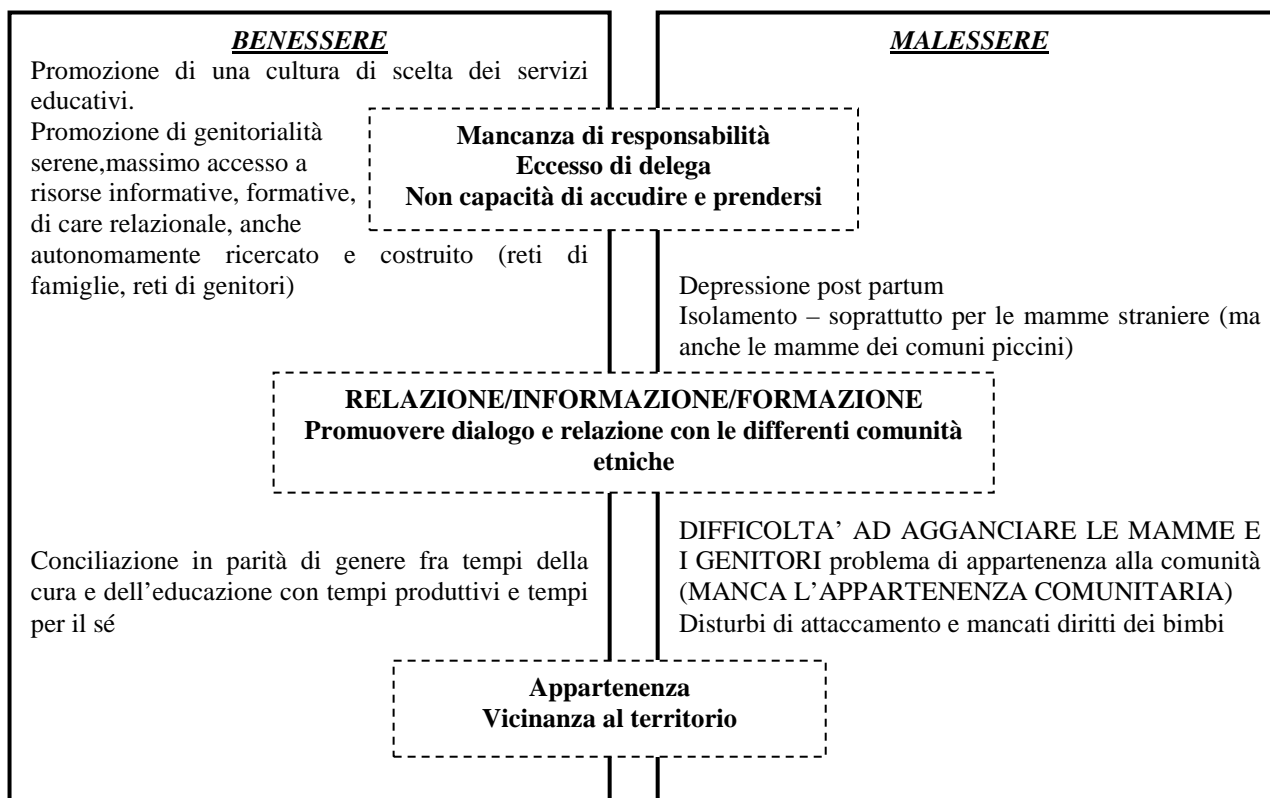 BENESSERE
Promozione di una cultura di scelta dei servizi
educativi.
Promozione di genitorialità
serene,massimo accesso a
risorse informative, formative,
di care relazionale, anche
autonomamente ricercato e costruito (reti di
famiglie, reti di genitori)
MALESSERE
Mancanza di responsabilità
Eccesso di delega
Non capacità di accudire e prendersi
Depressione post partum
Isolamento – soprattutto per le mamme straniere (ma
anche le mamme dei comuni piccini)
RELAZIONE/INFORMAZIONE/FORMAZIONE
Promuovere dialogo e relazione con le differenti comunità
etniche
Conciliazione in parità di genere fra tempi della
cura e dell’educazione con tempi produttivi e tempi
per il sé
DIFFICOLTA’ AD AGGANCIARE LE MAMME E
I GENITORI problema di appartenenza alla comunità
(MANCA L’APPARTENENZA COMUNITARIA)
Disturbi di attaccamento e mancati diritti dei bimbi
Appartenenza
Vicinanza al territorio